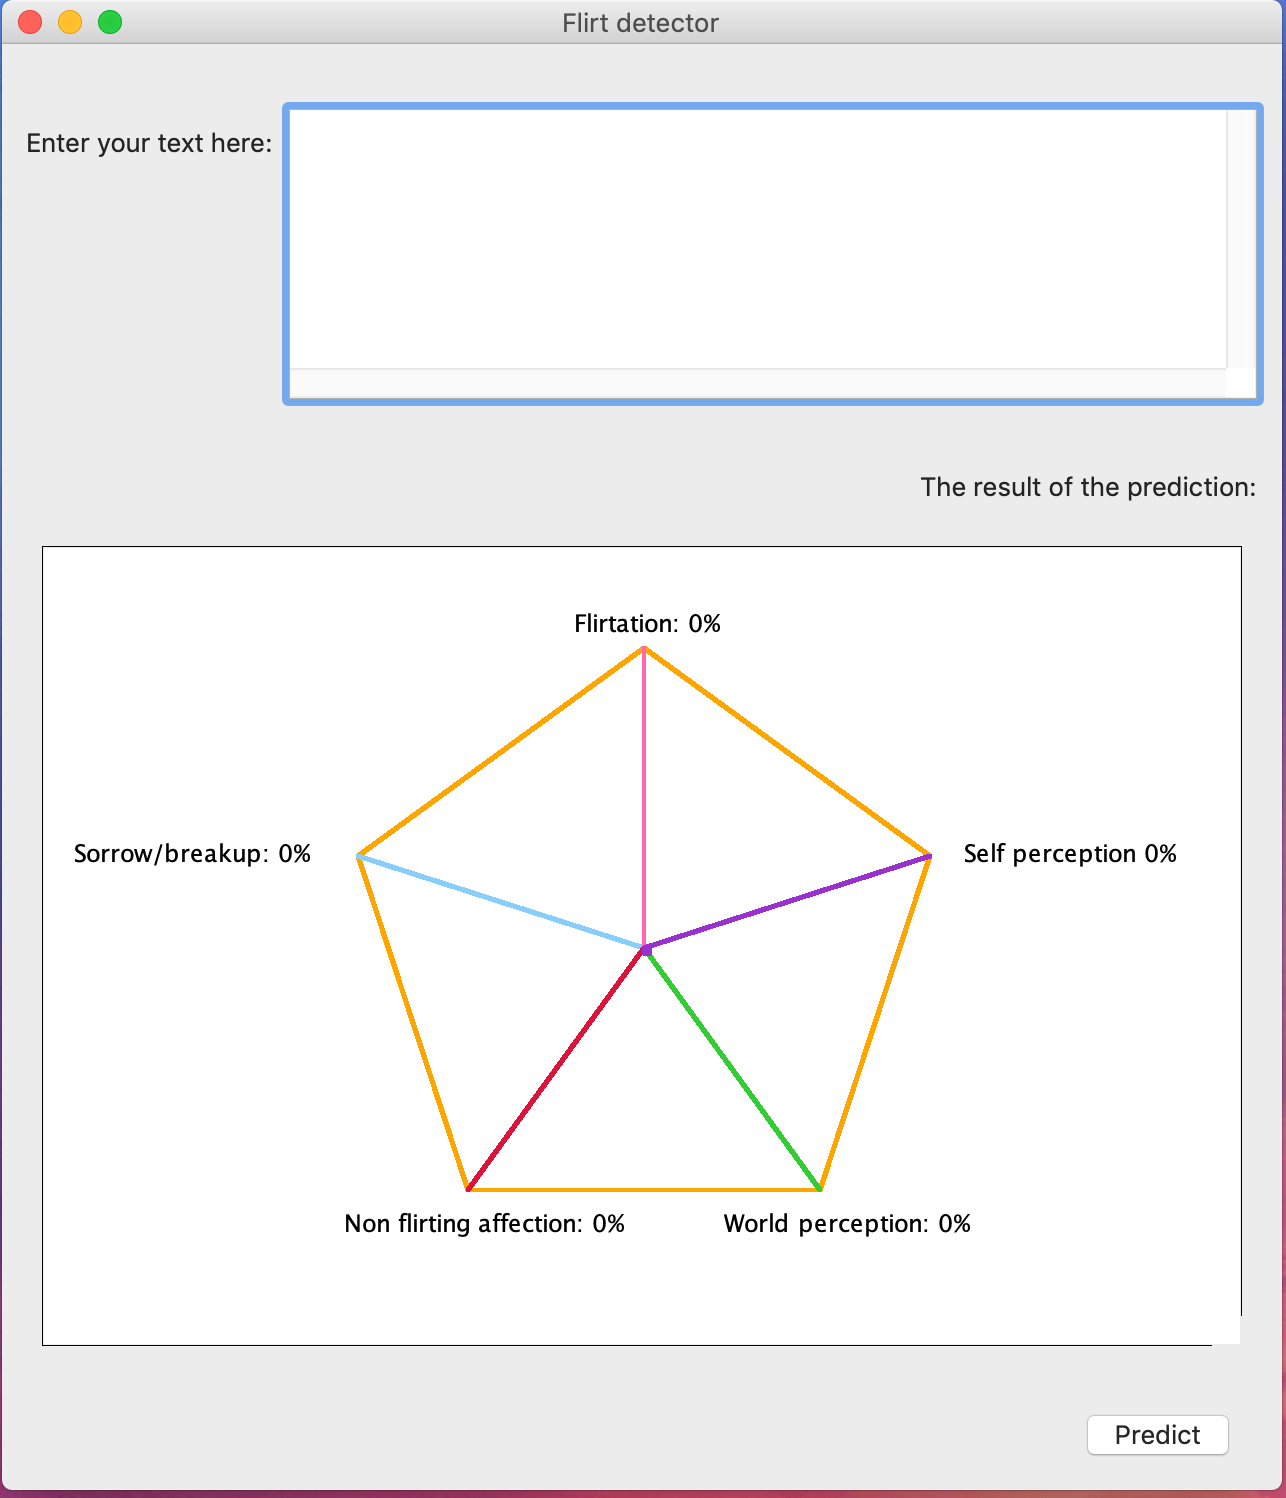 Flirt detector
Enter your text here:
The result of the prediction:
Flirtation: 0%
Sorrow/breakup: 0%
Self perception 0%
Non flirting affection: 0%
World perception: 0%
Predict